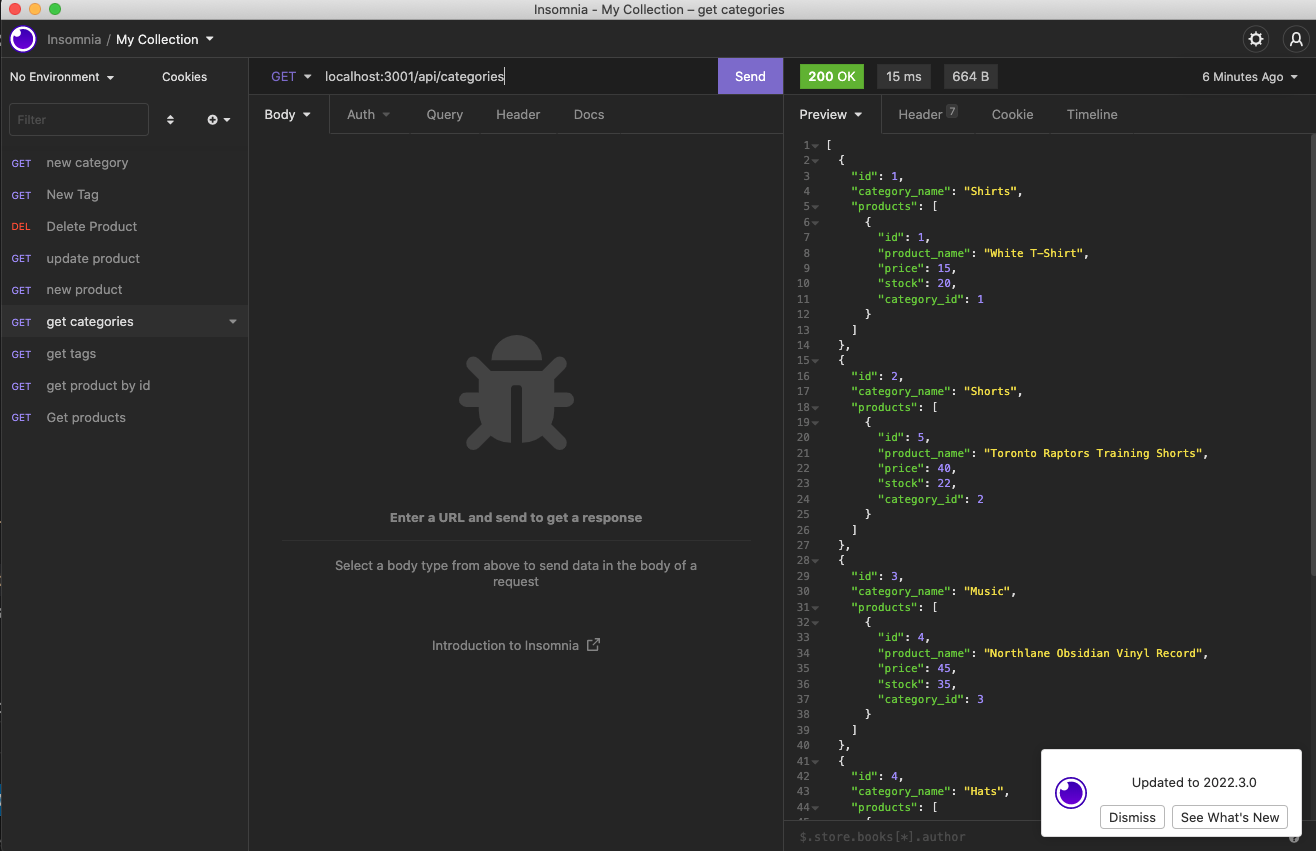 Insomnia - My Collection – get categories
Insomnia / My Collection
No Environment
Cookies
Filter
GET new category
GET New Tag
DEL Delete Product
GET update product
GET new product
GET get categories
GET get tags
GET get product by id
GET Get products
GET localhost:3001/api/categories
Send
Body Auth Query Header Docs
Enter a URL and send to get a response
Select a body type from above to send data in the body of a
request
Introduction to Insomnia
200 OK 15 ms 664 B 6 Minutes Ago
Preview Header 7 Cookie Timeline
1 [
2 {
3 "id": 1,
4 "category_name": "Shirts",
5 "products": [
6 {
7 "id": 1,
8 "product_name": "White T-Shirt",
9 "price": 15,
10 "stock": 20,
11 "category_id": 1
12 }
13 ]
14 },
15 {
16 "id": 2,
17 "category_name": "Shorts",
18 "products": [
19 {
20 "id": 5,
21 "product_name": "Toronto Raptors Training Shorts",
22 "price": 40,
23 "stock": 22,
24 "category_id": 2
25 }
26 ]
27 },
28 {
29 "id": 3,
30 "category_name": "Music",
31 "products": [
32 {
33 "id": 4,
34 "product_name": "Northlane Obsidian Vinyl Record",
35 "price": 45,
36 "stock": 35,
37 "category_id": 3
38 }
39 ]
40 },
41 {
42 "id": 4,
43 "category_name": "Hats",
44 "products": [
$.store.books[*].author
Updated to 2022.3.0
Dismiss
See What's New